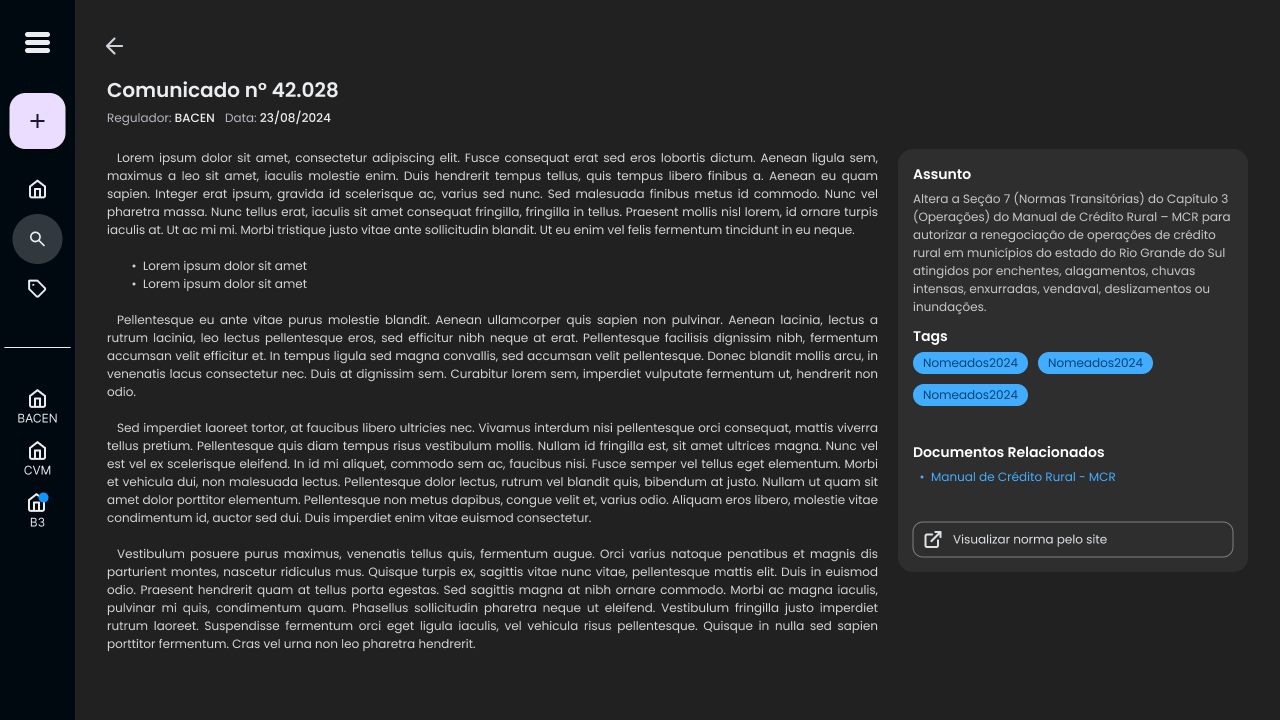 Comunicado nº 42.028
Regulador: BACEN Data: 23/08/2024
Lorem ipsum dolor sit amet, consectetur adipiscing elit. Fusce consequat erat sed eros lobortis dictum. Aenean ligula sem,
maximus a leo sit amet, iaculis molestie enim. Duis hendrerit tempus tellus, quis tempus libero finibus a. Aenean eu quam
sapien. Integer erat ipsum, gravida id scelerisque ac, varius sed nunc. Sed malesuada finibus metus id commodo. Nunc vel
pharetra massa. Nunc tellus erat, iaculis sit amet consequat fringilla, fringilla in tellus. Praesent mollis nisl lorem, id ornare turpis
iaculis at. Ut ac mi mi. Morbi tristique justo vitae ante sollicitudin blandit. Ut eu enim vel felis fermentum tincidunt in eu neque.
• Lorem ipsum dolor sit amet
• Lorem ipsum dolor sit amet
Pellentesque eu ante vitae purus molestie blandit. Aenean ullamcorper quis sapien non pulvinar. Aenean lacinia, lectus a
rutrum lacinia, leo lectus pellentesque eros, sed efficitur nibh neque at erat. Pellentesque facilisis dignissim nibh, fermentum
accumsan velit efficitur et. In tempus ligula sed magna convallis, sed accumsan velit pellentesque. Donec blandit mollis arcu, in
venenatis lacus consectetur nec. Duis at dignissim sem. Curabitur lorem sem, imperdiet vulputate fermentum ut, hendrerit non
odio.
Sed imperdiet laoreet tortor, at faucibus libero ultricies nec. Vivamus interdum nisi pellentesque orci consequat, mattis viverra
tellus pretium. Pellentesque quis diam tempus risus vestibulum mollis. Nullam id fringilla est, sit amet ultrices magna. Nunc vel
est vel ex scelerisque eleifend. In id mi aliquet, commodo sem ac, faucibus nisi. Fusce semper vel tellus eget elementum. Morbi
et vehicula dui, non malesuada lectus. Pellentesque dolor lectus, rutrum vel blandit quis, bibendum at justo. Nullam ut quam sit
amet dolor porttitor elementum. Pellentesque non metus dapibus, congue velit et, varius odio. Aliquam eros libero, molestie vitae
condimentum id, auctor sed dui. Duis imperdiet enim vitae euismod consectetur.
Vestibulum posuere purus maximus, venenatis tellus quis, fermentum augue. Orci varius natoque penatibus et magnis dis
parturient montes, nascetur ridiculus mus. Quisque turpis ex, sagittis vitae nunc vitae, pellentesque mattis elit. Duis in euismod
odio. Praesent hendrerit quam at tellus porta egestas. Sed sagittis magna at nibh ornare commodo. Morbi ac magna iaculis,
pulvinar mi quis, condimentum quam. Phasellus sollicitudin pharetra neque ut eleifend. Vestibulum fringilla justo imperdiet
rutrum laoreet. Suspendisse fermentum orci eget ligula iaculis, vel vehicula risus pellentesque. Quisque in nulla sed sapien
porttitor fermentum. Cras vel urna non leo pharetra hendrerit.
Assunto
Altera a Seção 7 (Normas Transitórias) do Capítulo 3
(Operações) do Manual de Crédito Rural – MCR para
autorizar a renegociação de operações de crédito
rural em municípios do estado do Rio Grande do Sul
atingidos por enchentes, alagamentos, chuvas
intensas, enxurradas, vendaval, deslizamentos ou
inundações.
Tags
Nomeados2024 Nomeados2024
Nomeados2024
Documentos Relacionados
• Manual de Crédito Rural - MCR
Visualizar norma pelo site
BACEN
CVM
B3